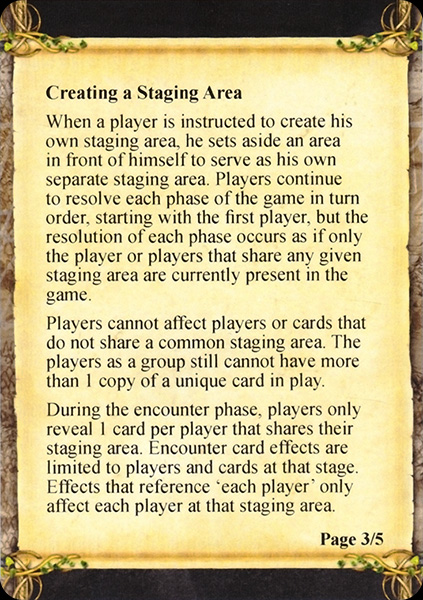 Creating a Staging Area
When a player is instructed to create his
own staging area, he sets aside an area
in front of himself to serve as his own
separate staging area. Players continue
to resolve each phase of the game in turn
order, starting with the first player, but the
resolution of each phase occurs as if only
the player or players that share any given
staging area are currently present in the
game.
Players cannot affect players or cards that
do not share a common staging area. The
players as a group still cannot have more
than 1 copy of a unique card in play.
During the encounter phase, players only
reveal 1 card per player that shares their
staging area. Encounter card effects are
limited to players and cards at that stage.
Effects that reference ‘each player’ only
affect each player at that staging area.
Page 3/5